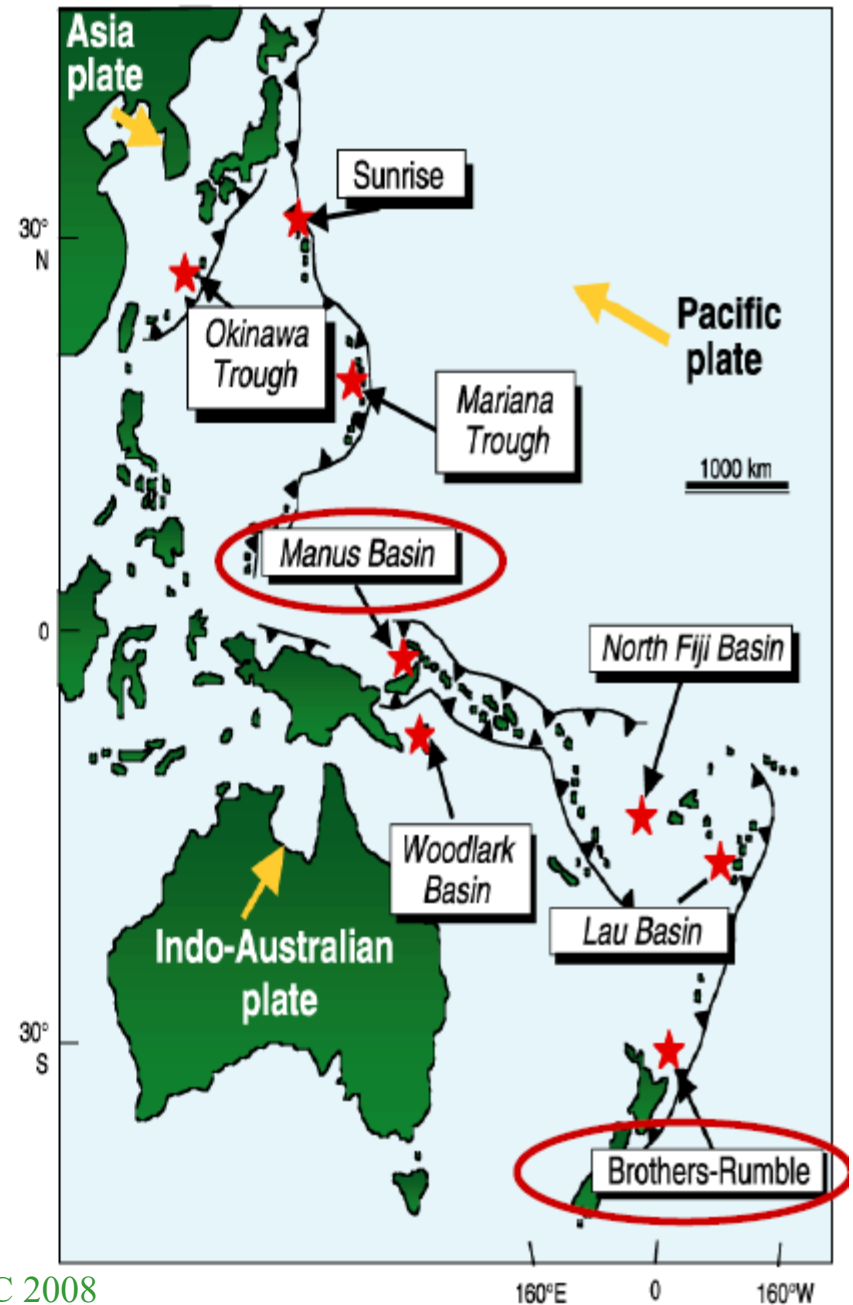 Asia
plate
Sunrise
30°
N
Okinawa
Trough
Pacific
plate
Mariana
Trough
1000 km
Manus Basin
0
North Fiji Basin
Woodlark
Basin
Lau Basin
Indo-Australian
plate
30°
S
Brothers-Rumble
C 2008
160°E
0
160°W